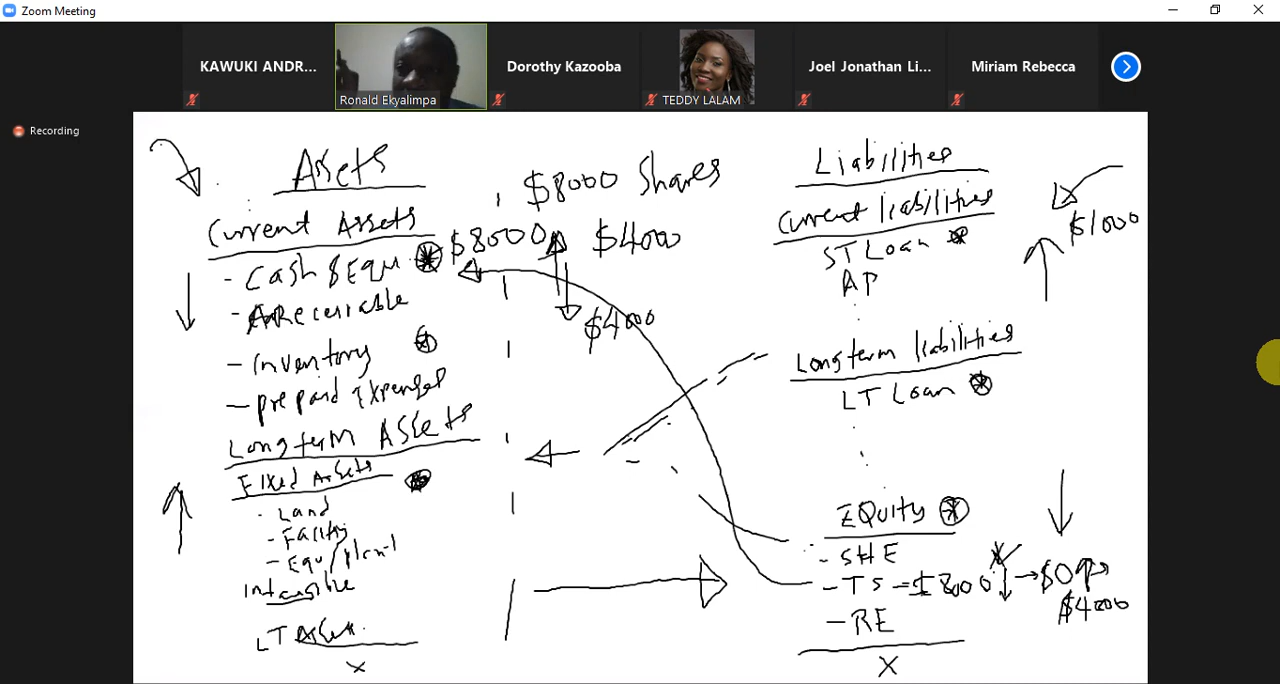 Zoom Meeting
KAWUKI ANDR...
Ronald Ekyalimpa
Dorothy Kazooba
TEDDY LALAM
Joel Jonathan Li...
Miriam Rebecca
Recording
Assets
$8000 Shares
Current Assets
$8000
$4000
- Cash & Equ
- Receivable
$4000
- Inventory
- prepaid Expenses
Long term Assets
Fixed Assets
- Land
- Facility
- Equ/plant
Intangible
LT Asset
x
Liabilities
Current liabilities
$1000
ST Loan
AP
Long term liabilities
LT Loan
Equity
- SHE
- TS = $8000
$0
$4000
- RE
x